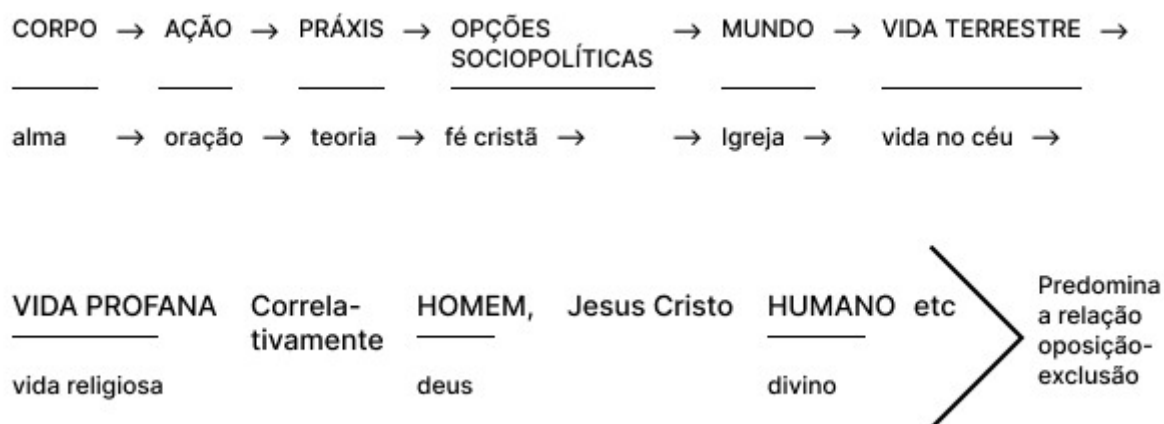 CORPO → AÇÃO → PRÁXIS → OPÇÕES → MUNDO → VIDA TERRESTRE →
SOCIOPOLÍTICAS
alma → oração → teoria → fé cristã → → Igreja → vida no céu →
VIDA PROFANA Correla- HOMEM, Jesus Cristo HUMANO etc
tivamente
vida religiosa deus divino
Predomina
a relação
oposição-
exclusão